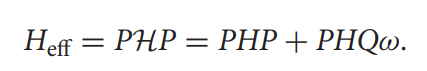 H_eff = PℋP = PHP + PHQω.